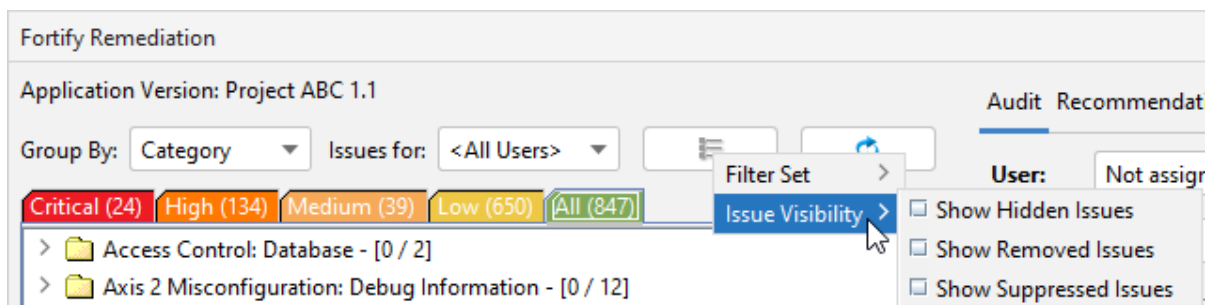 Fortify Remediation
Application Version: Project ABC 1.1
Audit Recommendati
Group By: Category Issues for: <All Users>
Filter Set
User: Not assign
Critical (24) High (134) Medium (39) Low (650) All (847)
Issue Visibility
Show Hidden Issues
Access Control: Database - [0 / 2]
Show Removed Issues
Axis 2 Misconfiguration: Debug Information - [0 / 12]
Show Suppressed Issues